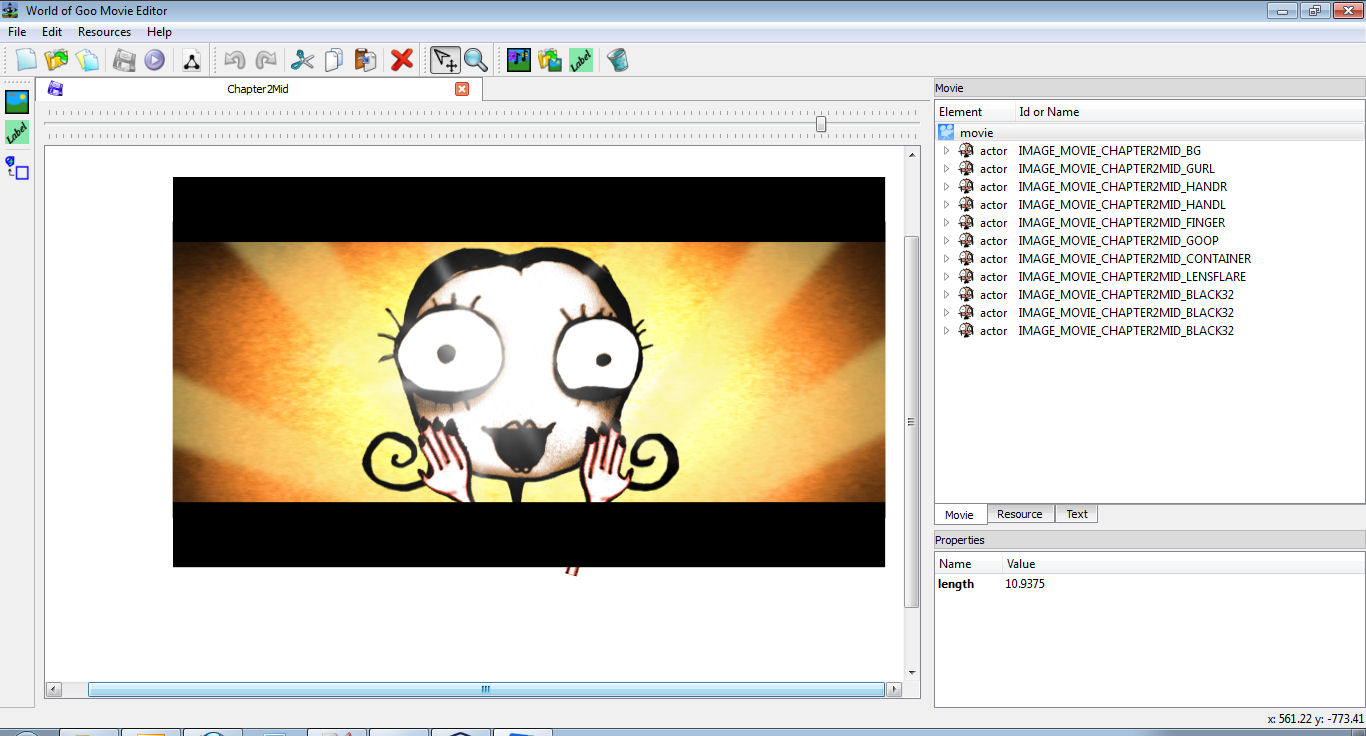 World of Goo Movie Editor
File Edit Resources Help
Label
Chapter2Mid
Label
Movie
Element Id or Name
movie
actor IMAGE_MOVIE_CHAPTER2MID_BG
actor IMAGE_MOVIE_CHAPTER2MID_GURL
actor IMAGE_MOVIE_CHAPTER2MID_HANDR
actor IMAGE_MOVIE_CHAPTER2MID_HANDL
actor IMAGE_MOVIE_CHAPTER2MID_FINGER
actor IMAGE_MOVIE_CHAPTER2MID_GOOP
actor IMAGE_MOVIE_CHAPTER2MID_CONTAINER
actor IMAGE_MOVIE_CHAPTER2MID_LENSFLARE
actor IMAGE_MOVIE_CHAPTER2MID_BLACK32
actor IMAGE_MOVIE_CHAPTER2MID_BLACK32
actor IMAGE_MOVIE_CHAPTER2MID_BLACK32
Movie Resource Text
Properties
Name Value
length 10.9375
x: 561.22 y: -773.41